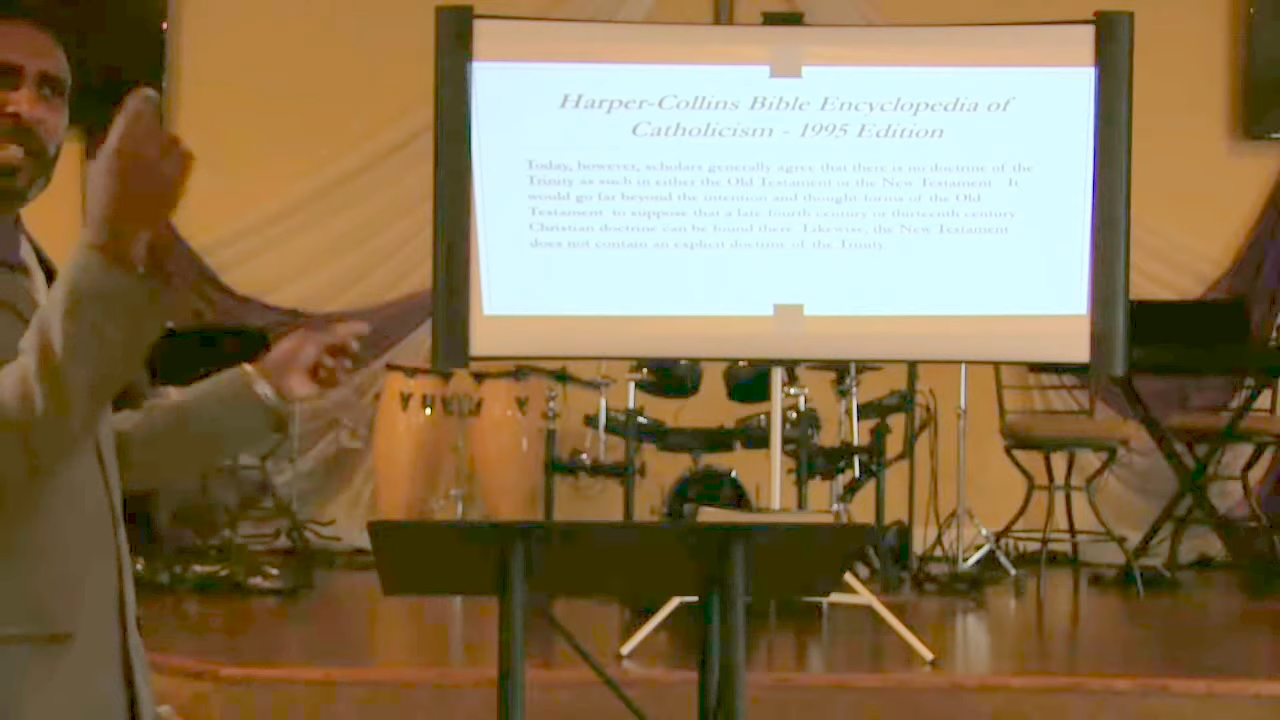 Harper-Collins Bible Encyclopedia of
Catholicism - 1995 Edition
Today, however, scholars generally agree that there is no doctrine of the
Trinity as such in either the Old Testament or the New Testament. It
would go far beyond the intention and thought forms of the Old
Testament to suppose that a late fourth century or thirteenth century
Christian doctrine can be found there. Likewise, the New Testament
does not contain an explicit doctrine of the Trinity.